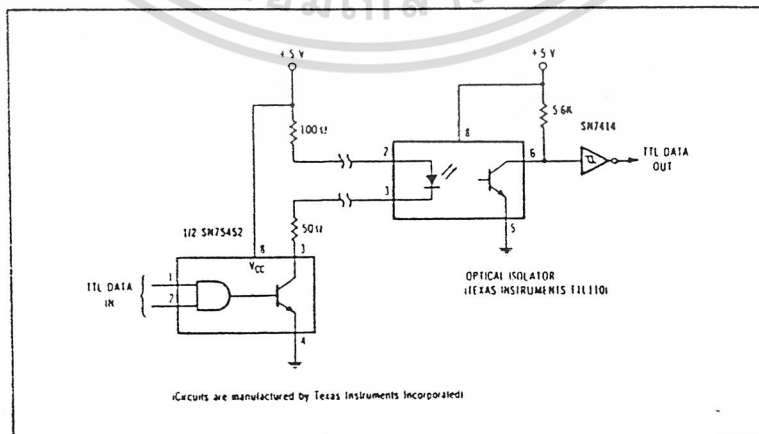 +5 V
+5 V
100Ω
5.6K
SN7414
8
2
6
TTL DATA
OUT
3
50Ω
1/2 SN75452
8
3
5
VCC
TTL DATA
IN
1
2
4
OPTICAL ISOLATOR
(TEXAS INSTRUMENTS TIL110)
(Circuits are manufactured by Texas Instruments Incorporated)